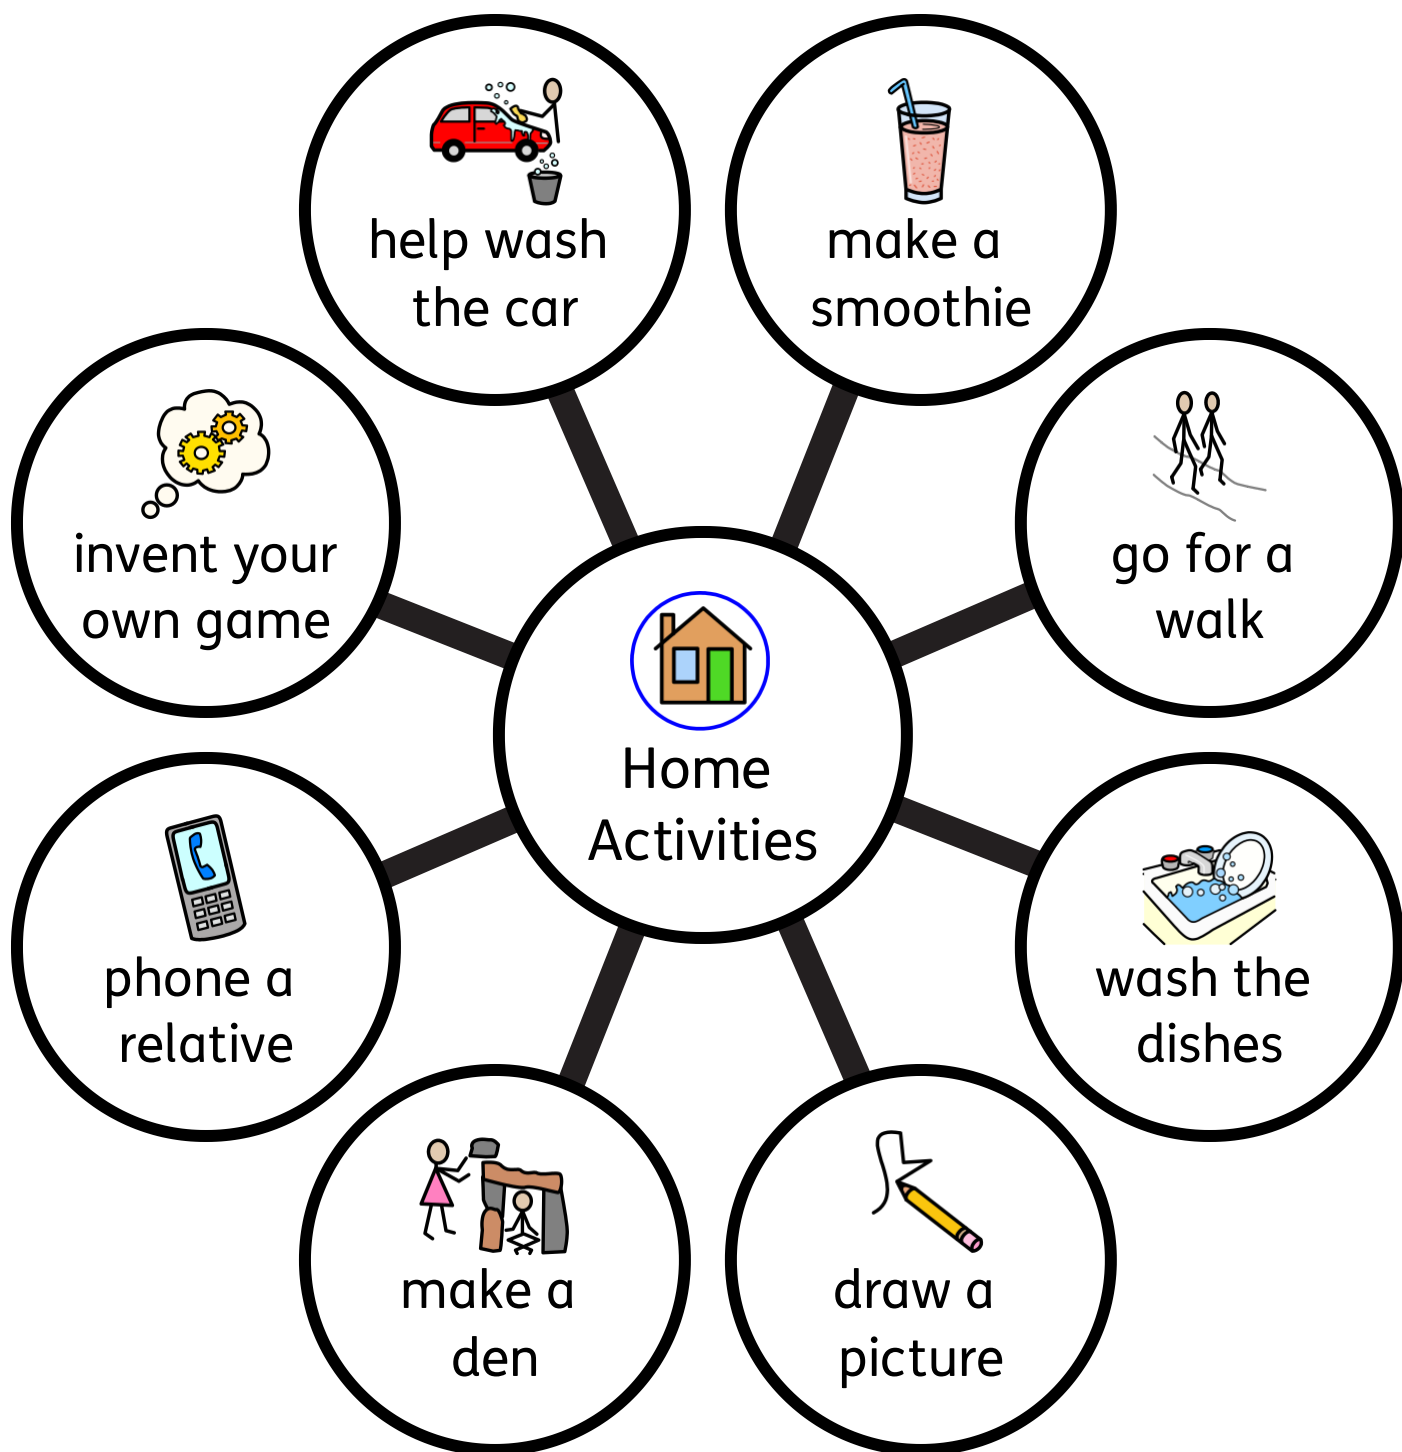 help wash
the car
make a
smoothie
invent your
own game
go for a
walk
Home
Activities
phone a
relative
wash the
dishes
make a
den
draw a
picture